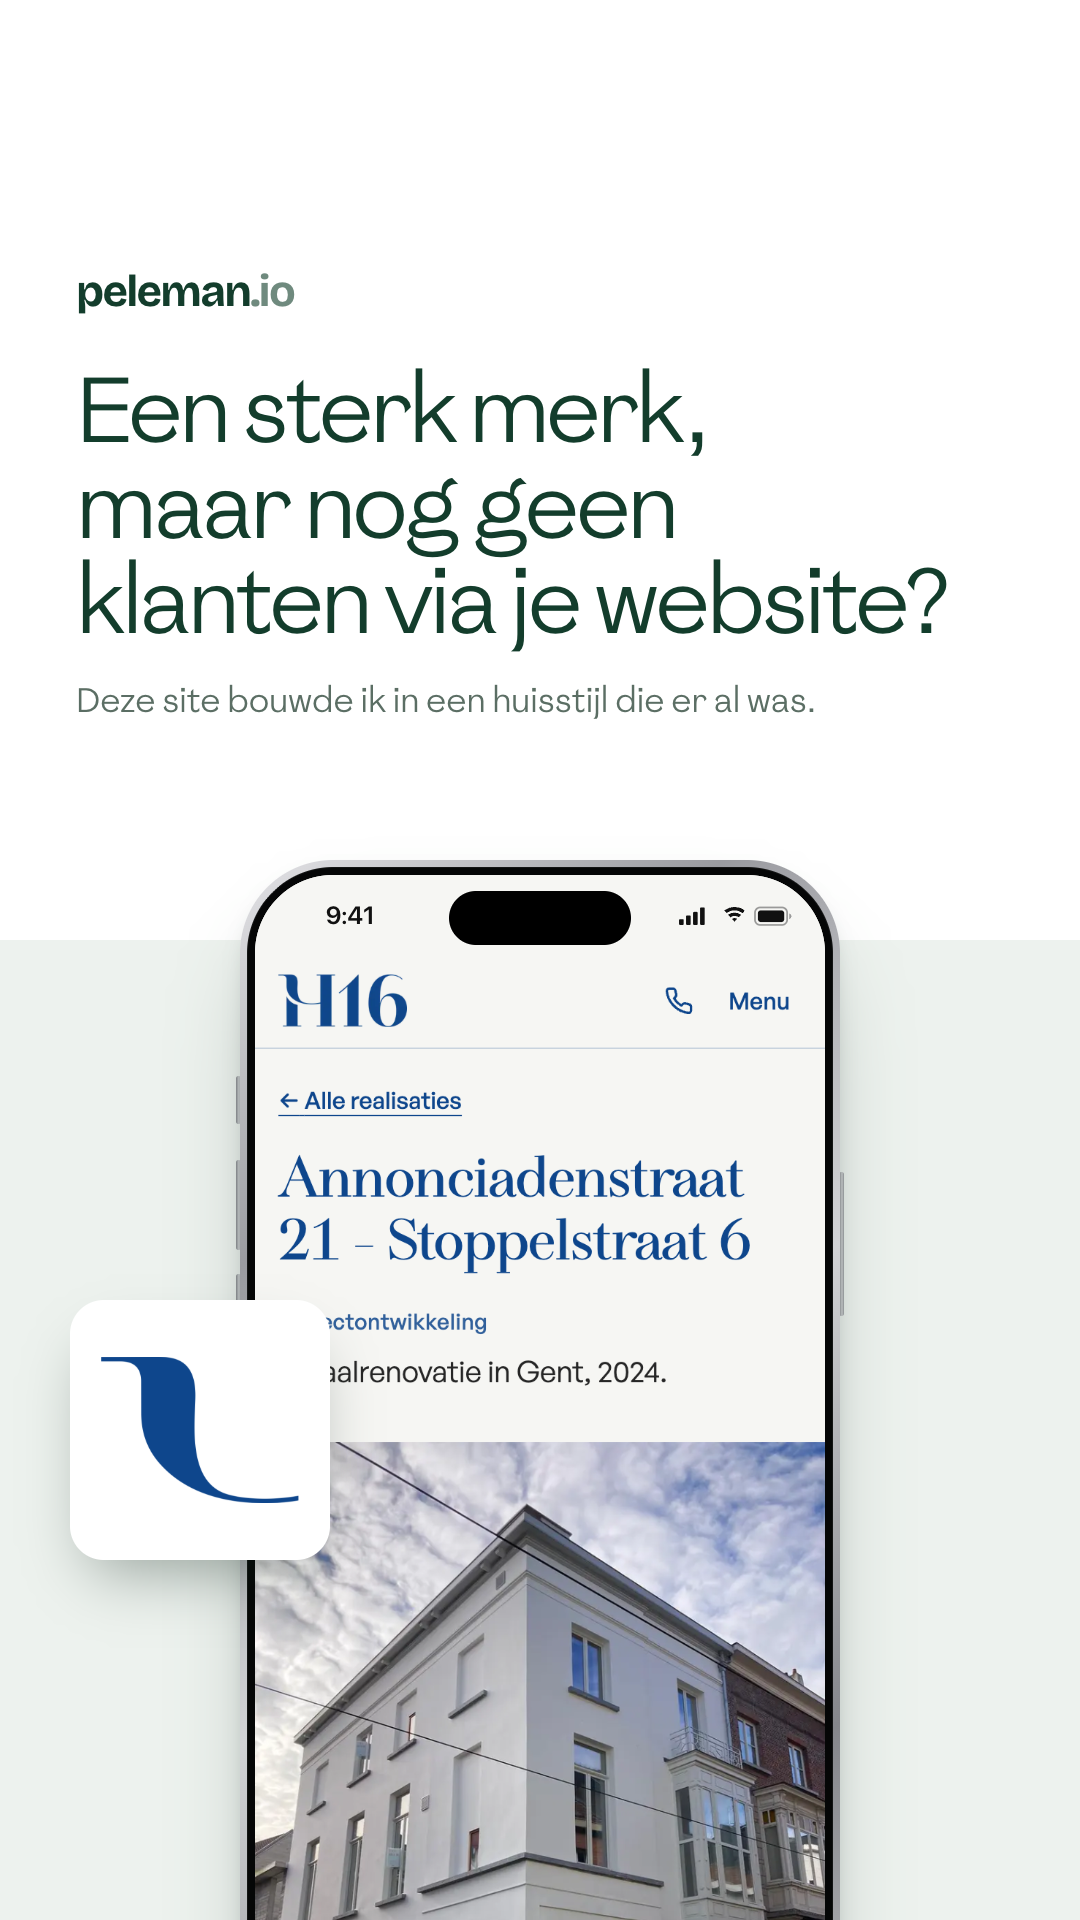 peleman.io
Een sterk merk,
maar nog geen
klanten via je website?
Deze site bouwde ik in een huisstijl die er al was.
9:41
H16
Menu
← Alle realisaties
Annonciadenstraat
21 – Stoppelstraat 6
ectontwikkeling
aalrenovatie in Gent, 2024.